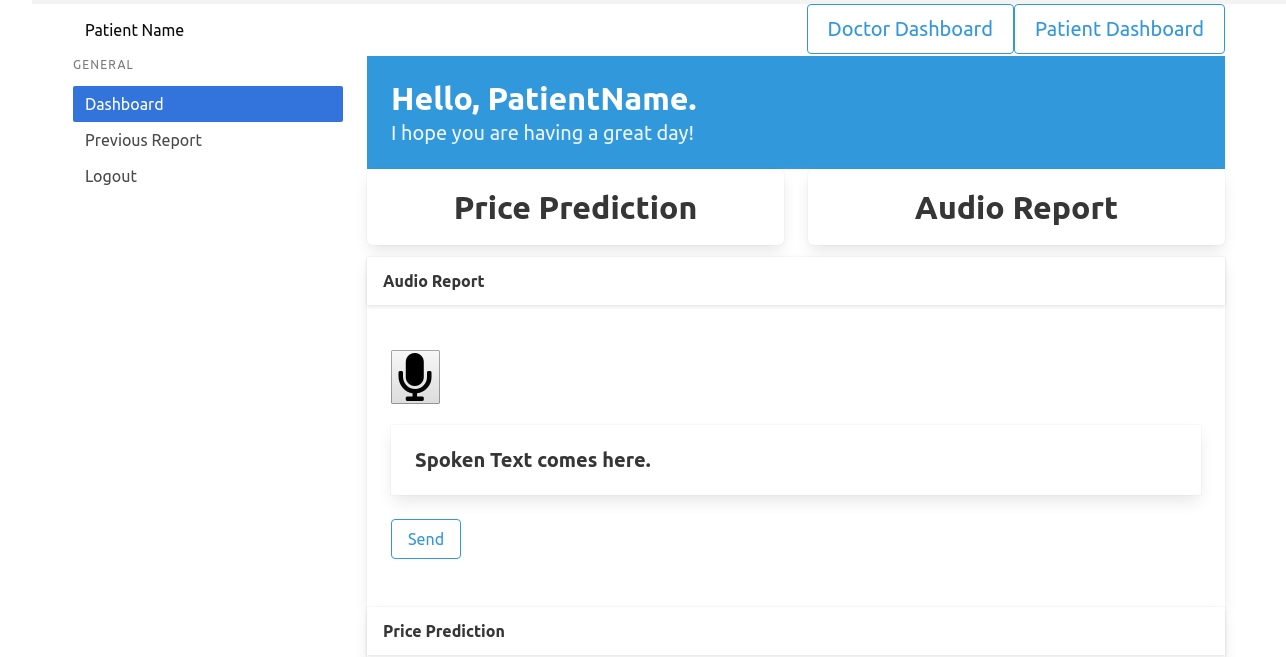 Patient Name
GENERAL
Dashboard
Previous Report
Logout
Doctor Dashboard
Patient Dashboard
Hello, PatientName.
I hope you are having a great day!
Price Prediction
Audio Report
Audio Report
Spoken Text comes here.
Send
Price Prediction